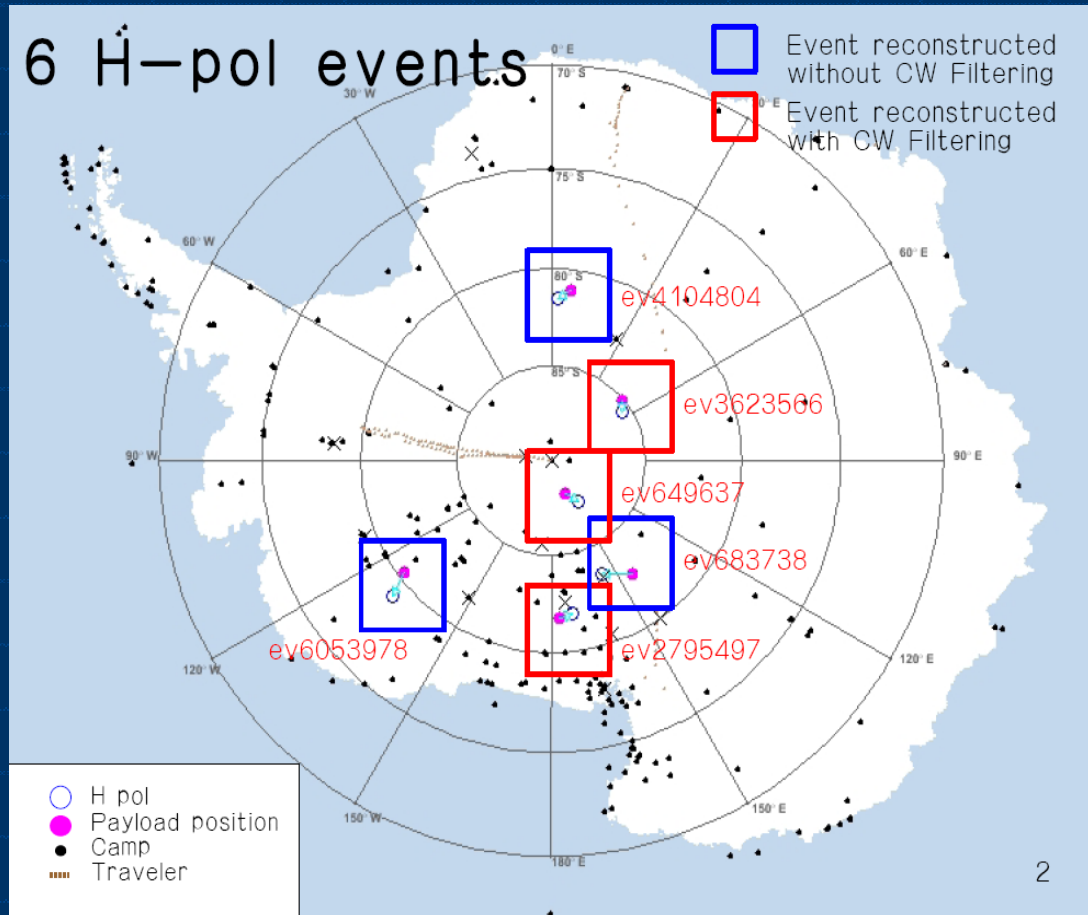 6 H-pol events
Event reconstructed
without CW Filtering
Event reconstructed
with CW Filtering
0° E
70° S
30° W
75° S
60° W
60° E
80° S
ev4104804
85° S
ev3623566
90° W
90° E
ev649637
ev683738
ev6053978
ev2795497
120° W
120° E
150° W
150° E
180° E
H pol
Payload position
Camp
Traveler
2